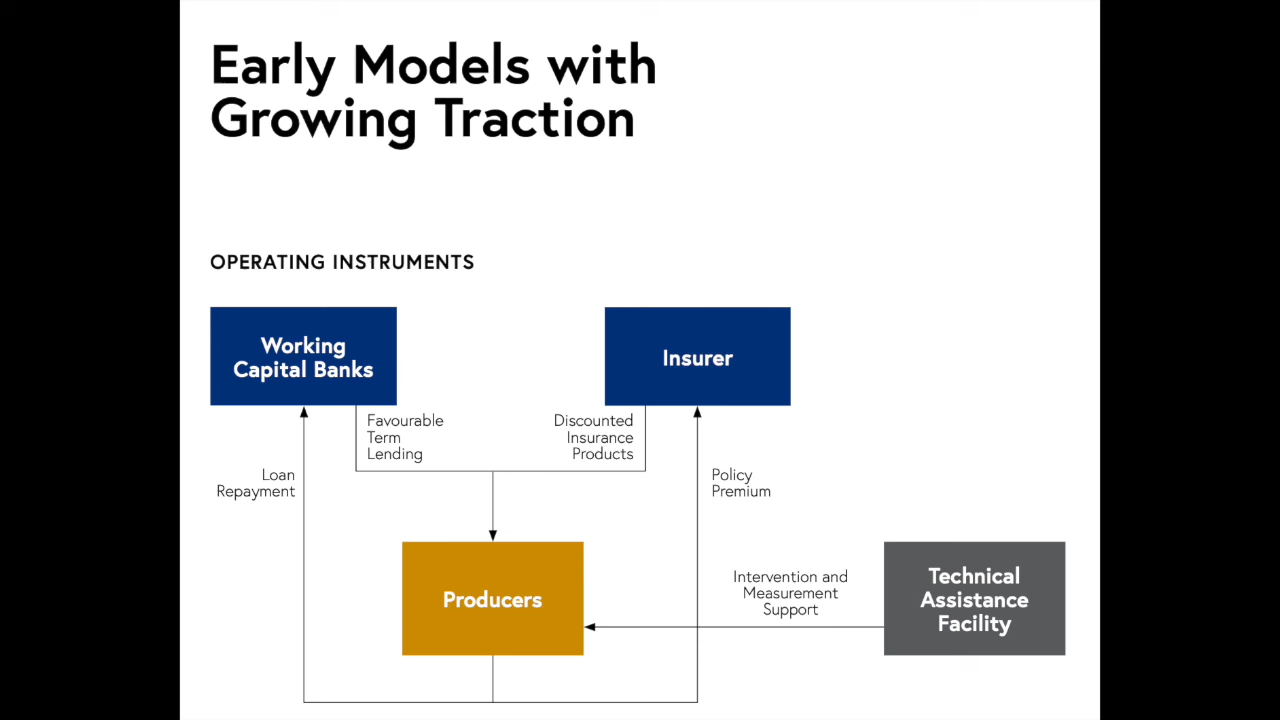 Early Models with
Growing Traction
OPERATING INSTRUMENTS
Working
Capital Banks
Insurer
Favourable
Term
Lending
Discounted
Insurance
Products
Loan
Repayment
Policy
Premium
Producers
Intervention and
Measurement
Support
Technical
Assistance
Facility